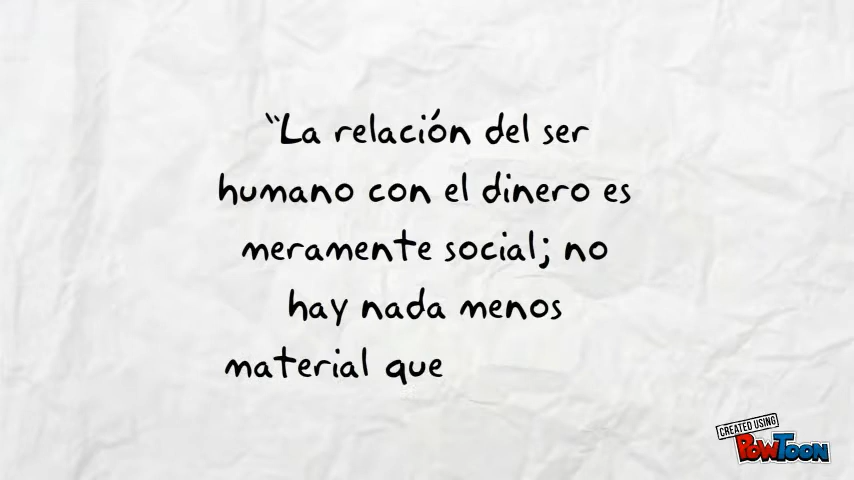 “La relación del ser
humano con el dinero es
meramente social; no
hay nada menos
material que
CREATED USING
POWTOON